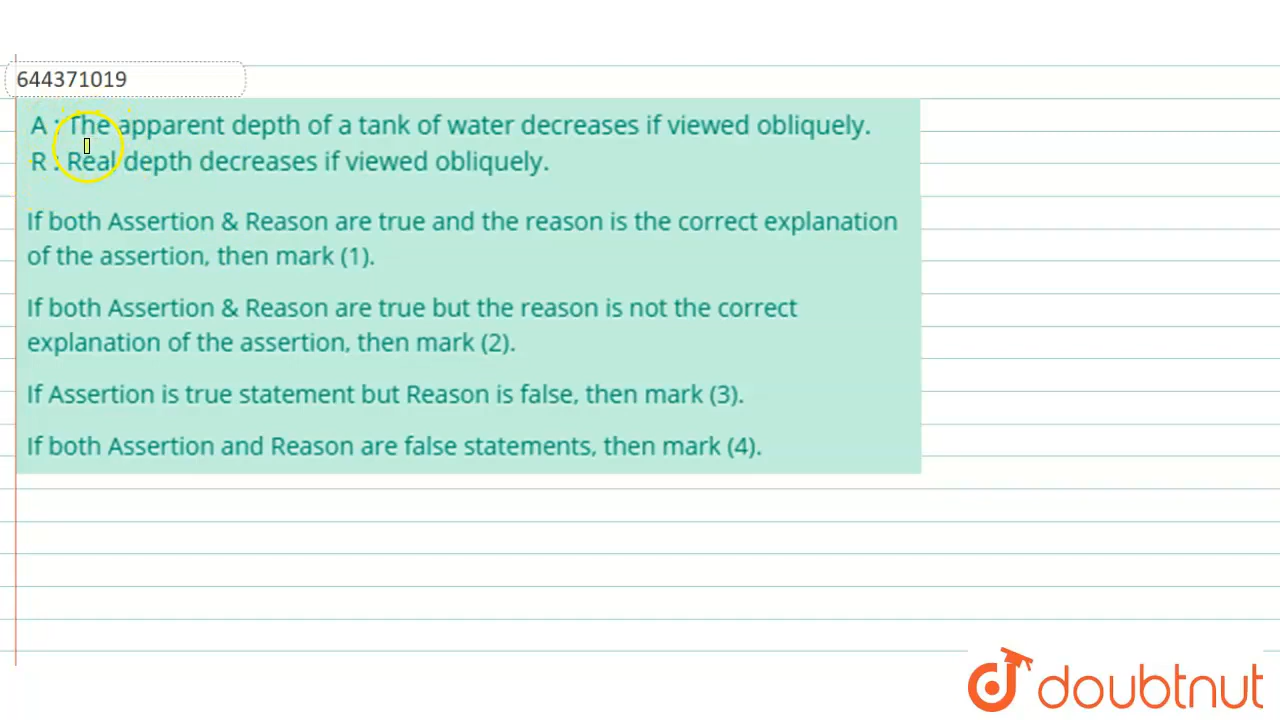 644371019
A : The apparent depth of a tank of water decreases if viewed obliquely.
R : Real depth decreases if viewed obliquely.
If both Assertion & Reason are true and the reason is the correct explanation
of the assertion, then mark (1).
If both Assertion & Reason are true but the reason is not the correct
explanation of the assertion, then mark (2).
If Assertion is true statement but Reason is false, then mark (3).
If both Assertion and Reason are false statements, then mark (4).
doubtnut